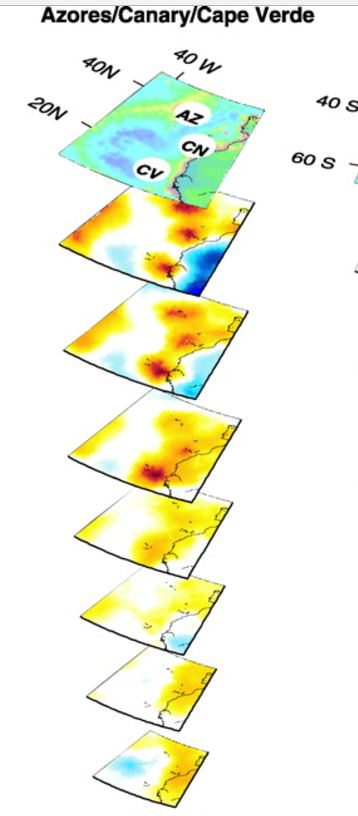 Azores/Canary/Cape Verde
40N
40 W
40 S
20N
AZ
CN
60 S
CV